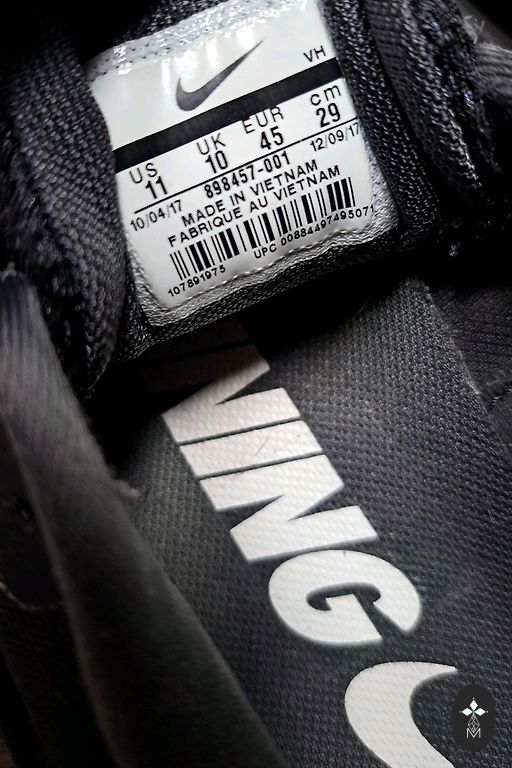 VH
US UK EUR cm
11 10 45 29
10/04/17 898457-001 12/09/17
MADE IN VIETNAM
FABRIQUE AU VIETNAM
107891975 UPC 00884497495071
NING
M